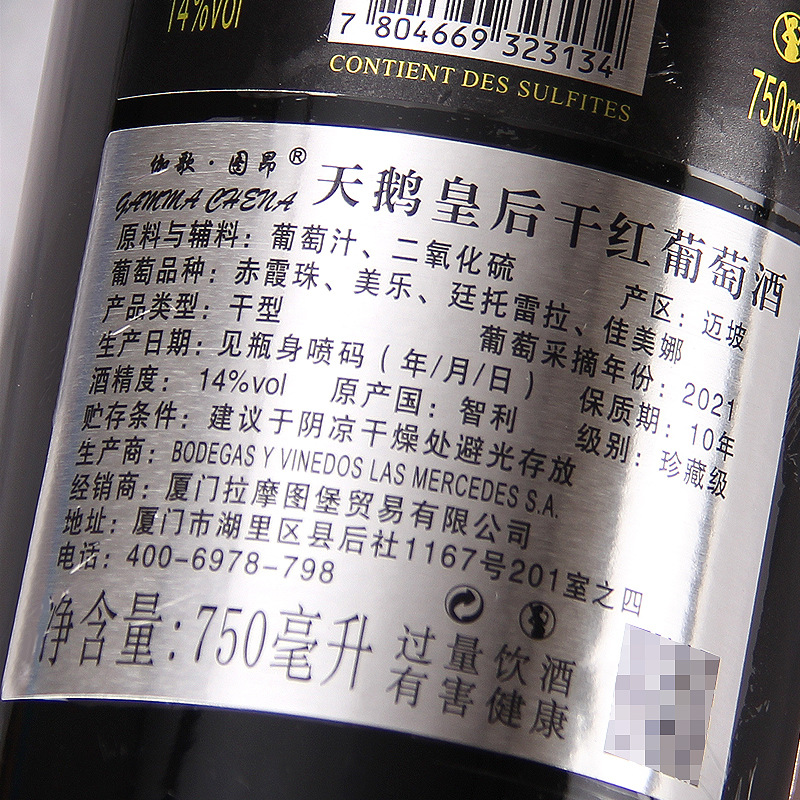 14%vol
7 804669 323134
CONTIENT DES SULFITES
750m
伽歌·图昂®
GAMMA CHENA
天鹅皇后干红葡萄酒
原料与辅料：葡萄汁、二氧化硫
产区：迈坡
葡萄品种：赤霞珠、美乐、廷托雷拉、佳美娜
产品类型：干型
葡萄采摘年份：2021
生产日期：见瓶身喷码（年/月/日）
保质期：10年
酒精度：14%vol 原产国：智利
级别：珍藏级
贮存条件：建议于阴凉干燥处避光存放
生产商：BODEGAS Y VINEDOS LAS MERCEDES S.A.
经销商：厦门拉摩图堡贸易有限公司
地址：厦门市湖里区县后社1167号201室之四
电话：400-6978-798
净含量：750毫升
过量饮酒
有害健康